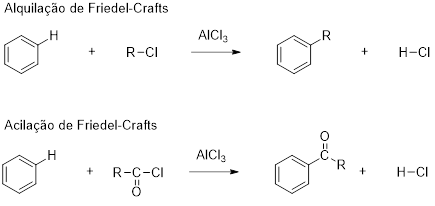 Alquilação de Friedel-Crafts
H + R–Cl AlCl₃ R + H–Cl
Acilação de Friedel-Crafts
H + R–C–Cl O AlCl₃ O C R + H–Cl